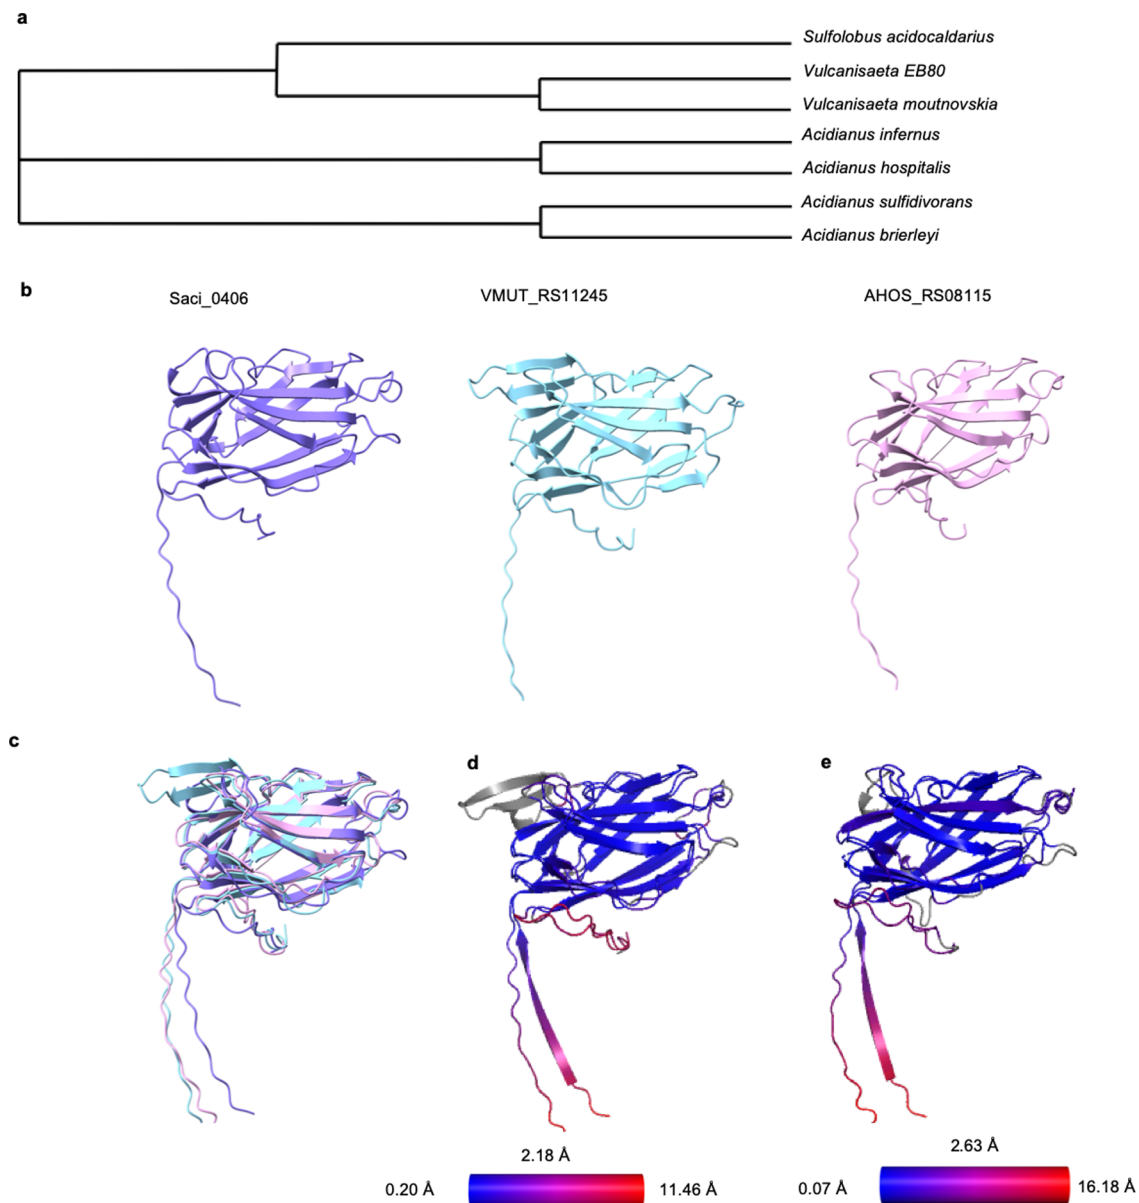 a
Sulfolobus acidocaldarius
Vulcanisaeta EB80
Vulcanisaeta moutnovskia
Acidianus infernus
Acidianus hospitalis
Acidianus sulfidivorans
Acidianus brierleyi
b
Saci_0406
VMUT_RS11245
AHOS_RS08115
c
d
e
2.18 Å
0.20 Å
11.46 Å
2.63 Å
0.07 Å
16.18 Å